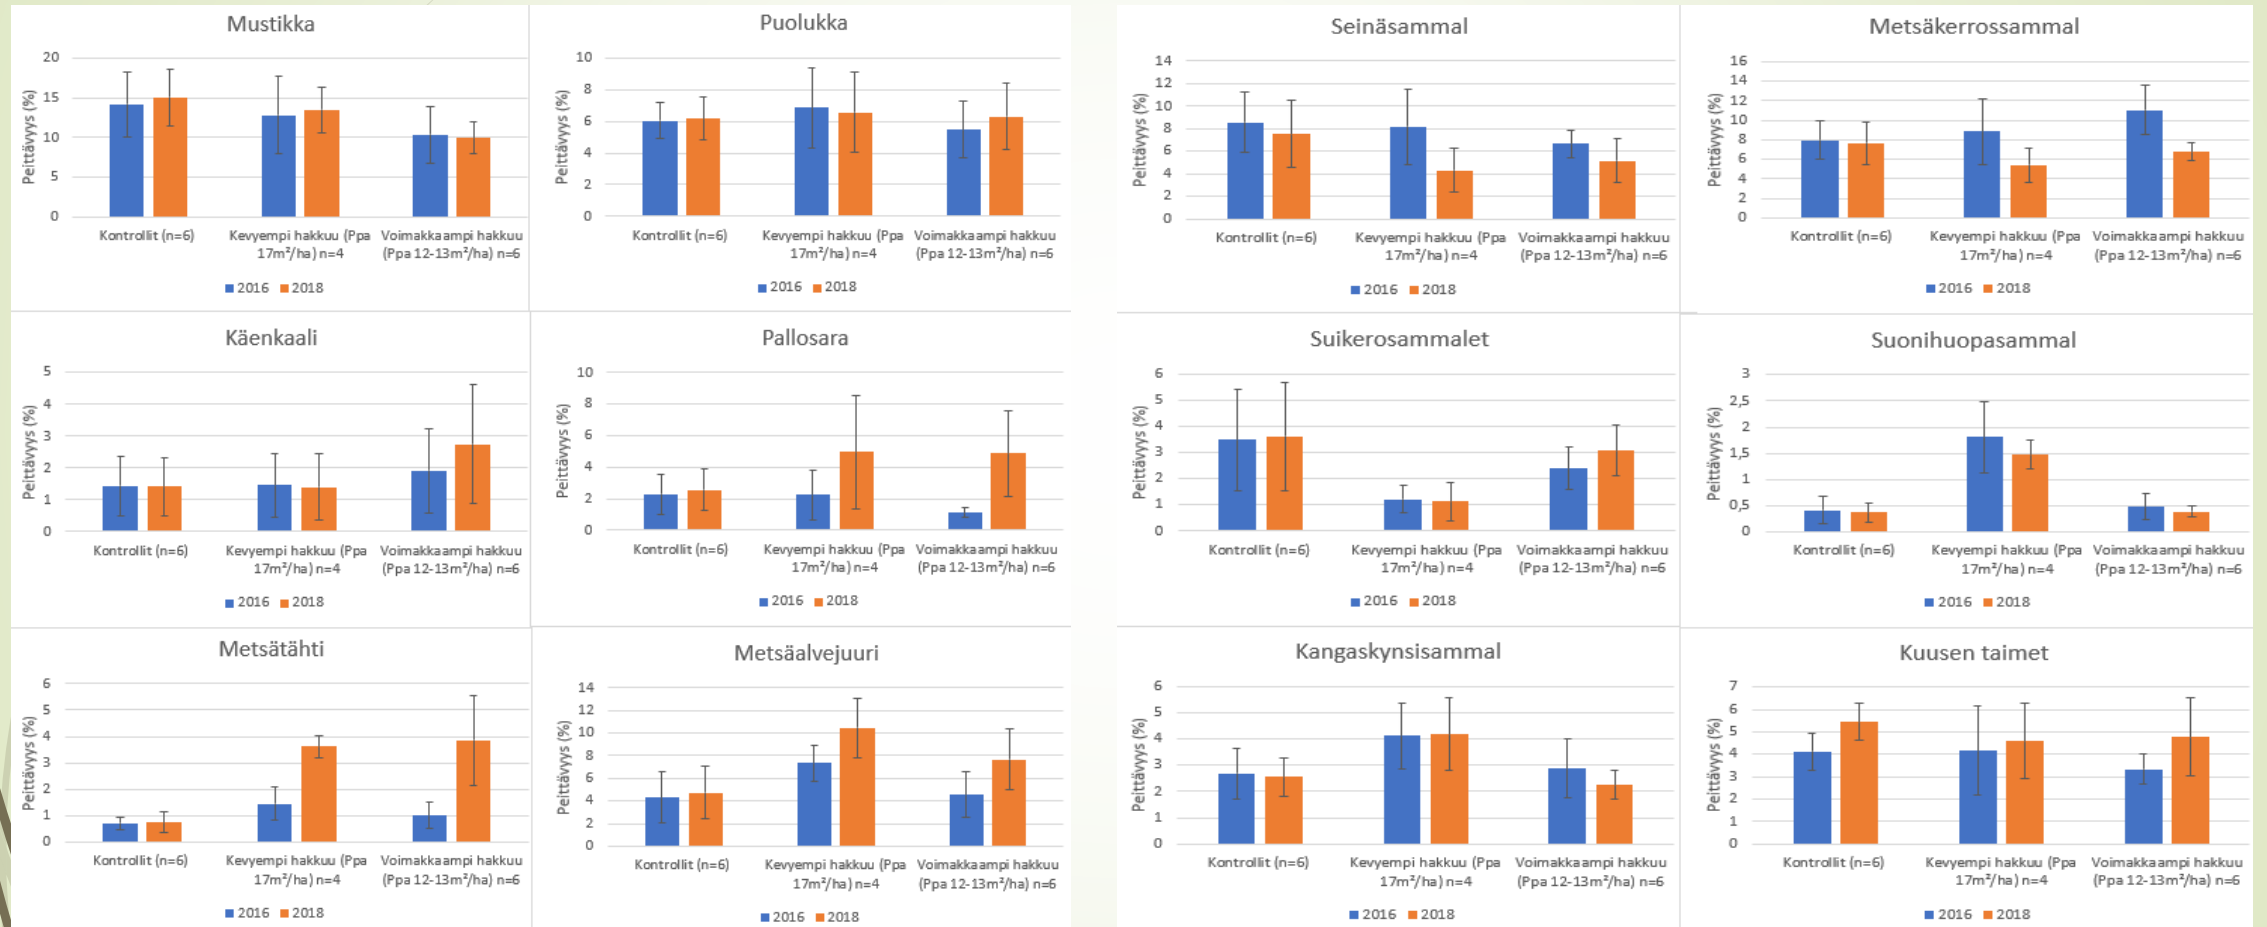 Mustikka
Peittävyys (%)
20
15
10
5
0
Kontrollit (n=6)
Kevyempi hakkuu (Ppa
17m²/ha) n=4
Voimakkaampi hakkuu
(Ppa 12-13m²/ha) n=6
2016 2018
Puolukka
Peittävyys (%)
10
8
6
4
2
0
Kontrollit (n=6)
Kevyempi hakkuu (Ppa
17m²/ha) n=4
Voimakkaampi hakkuu
(Ppa 12-13m²/ha) n=6
2016 2018
Seinäsammal
Peittävyys (%)
14
12
10
8
6
4
2
0
Kontrollit (n=6)
Kevyempi hakkuu (Ppa
17m²/ha) n=4
Voimakkaampi hakkuu
(Ppa 12-13m²/ha) n=6
2016 2018
Metsäkerrossammal
Peittävyys (%)
16
14
12
10
8
6
4
2
0
Kontrollit (n=6)
Kevyempi hakkuu (Ppa
17m²/ha) n=4
Voimakkaampi hakkuu
(Ppa 12-13m²/ha) n=6
2016 2018
Käenkaali
Peittävyys (%)
5
4
3
2
1
0
Kontrollit (n=6)
Kevyempi hakkuu (Ppa
17m²/ha) n=4
Voimakkaampi hakkuu
(Ppa 12-13m²/ha) n=6
2016 2018
Pallosara
Peittävyys (%)
10
8
6
4
2
0
Kontrollit (n=6)
Kevyempi hakkuu (Ppa
17m²/ha) n=4
Voimakkaampi hakkuu
(Ppa 12-13m²/ha) n=6
2016 2018
Suikerosammalet
Peittävyys (%)
6
5
4
3
2
1
0
Kontrollit (n=6)
Kevyempi hakkuu (Ppa
17m²/ha) n=4
Voimakkaampi hakkuu
(Ppa 12-13m²/ha) n=6
2016 2018
Suonihuopasammal
Peittävyys (%)
3
2,5
2
1,5
1
0,5
0
Kontrollit (n=6)
Kevyempi hakkuu (Ppa
17m²/ha) n=4
Voimakkaampi hakkuu
(Ppa 12-13m²/ha) n=6
2016 2018
Metsätähti
Peittävyys (%)
6
5
4
3
2
1
0
Kontrollit (n=6)
Kevyempi hakkuu (Ppa
17m²/ha) n=4
Voimakkaampi hakkuu
(Ppa 12-13m²/ha) n=6
2016 2018
Metsäalvejuuri
Peittävyys (%)
14
12
10
8
6
4
2
0
Kontrollit (n=6)
Kevyempi hakkuu (Ppa
17m²/ha) n=4
Voimakkaampi hakkuu
(Ppa 12-13m²/ha) n=6
2016 2018
Kangaskynsisammal
Peittävyys (%)
6
5
4
3
2
1
0
Kontrollit (n=6)
Kevyempi hakkuu (Ppa
17m²/ha) n=4
Voimakkaampi hakkuu
(Ppa 12-13m²/ha) n=6
2016 2018
Kuusen taimet
Peittävyys (%)
7
6
5
4
3
2
1
0
Kontrollit (n=6)
Kevyempi hakkuu (Ppa
17m²/ha) n=4
Voimakkaampi hakkuu
(Ppa 12-13m²/ha) n=6
2016 2018